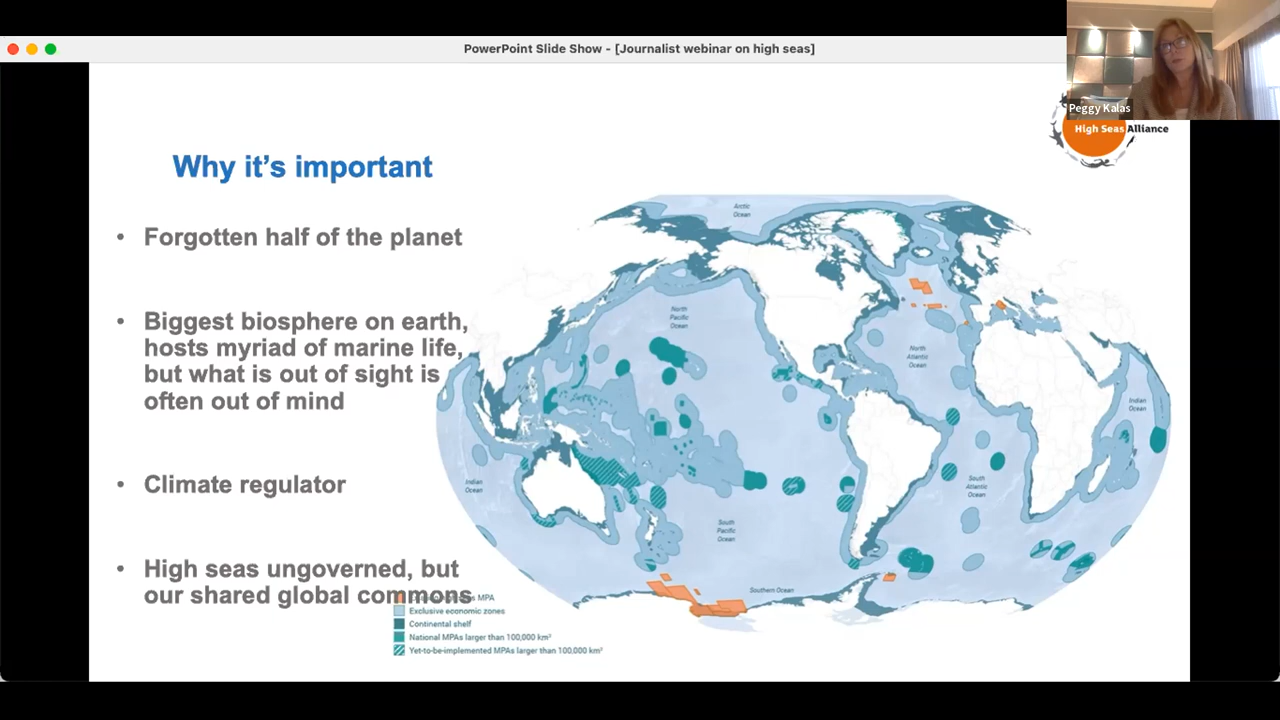 PowerPoint Slide Show - [Journalist webinar on high seas]
Peggy Kalas
High Seas Alliance
Why it's important
• Forgotten half of the planet
• Biggest biosphere on earth,
hosts myriad of marine life,
but what is out of sight is
often out of mind
• Climate regulator
• High seas ungoverned, but
our shared global commons
Arctic
Ocean
North
Pacific
Ocean
North
Atlantic
Ocean
Indian
Ocean
Indian
Ocean
South
Atlantic
Ocean
South
Pacific
Ocean
Southern Ocean
MPA
Exclusive economic zones
Continental shelf
National MPAs larger than 100,000 km²
Yet-to-be-implemented MPAs larger than 100,000 km²